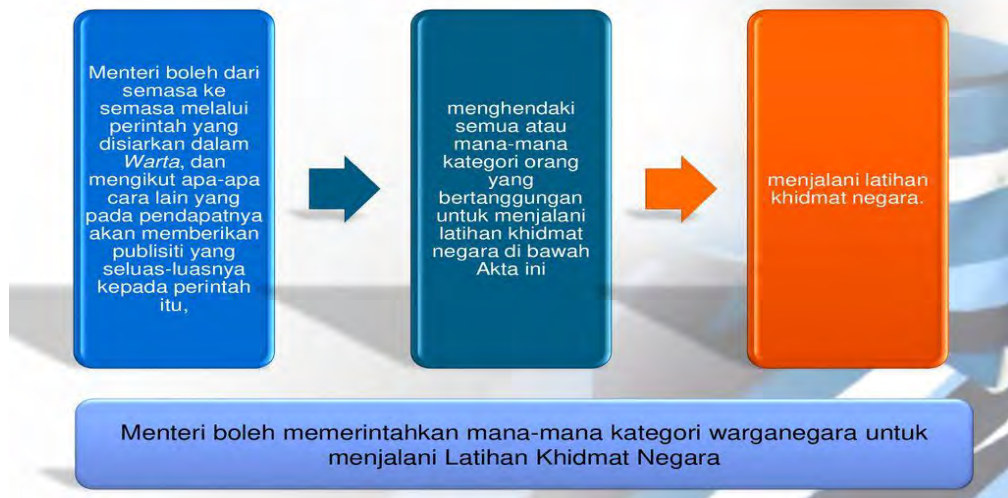 Menteri boleh dari
semasa ke
semasa melalui
perintah yang
disiarkan dalam
Warta, dan
mengikut apa-apa
cara lain yang
pada pendapatnya
akan memberikan
publisiti yang
seluas-luasnya
kepada perintah
itu,
menghendaki
semua atau
mana-mana
kategori orang
yang
bertanggungan
untuk menjalani
latihan khidmat
negara di bawah
Akta ini
menjalani latihan
khidmat negara.
Menteri boleh memerintahkan mana-mana kategori warganegara untuk
menjalani Latihan Khidmat Negara